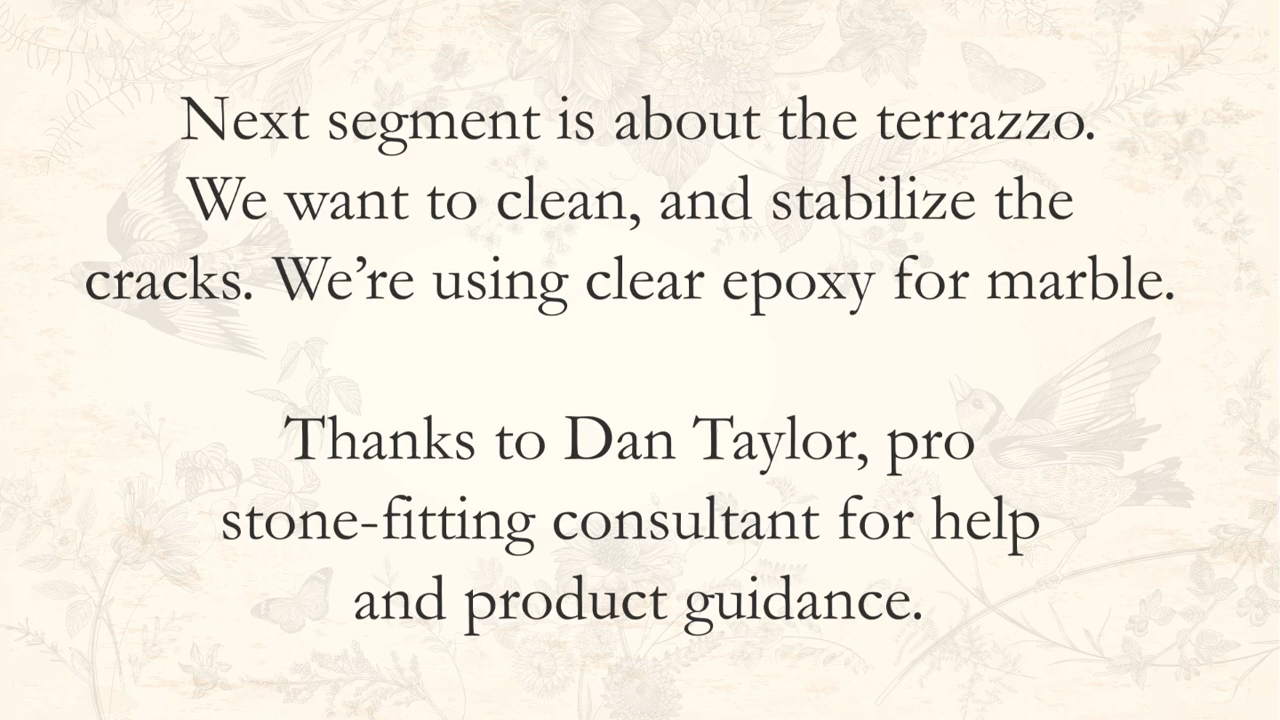 Next segment is about the terrazzo.
We want to clean, and stabilize the
cracks. We’re using clear epoxy for marble.
Thanks to Dan Taylor, pro
stone-fitting consultant for help
and product guidance.